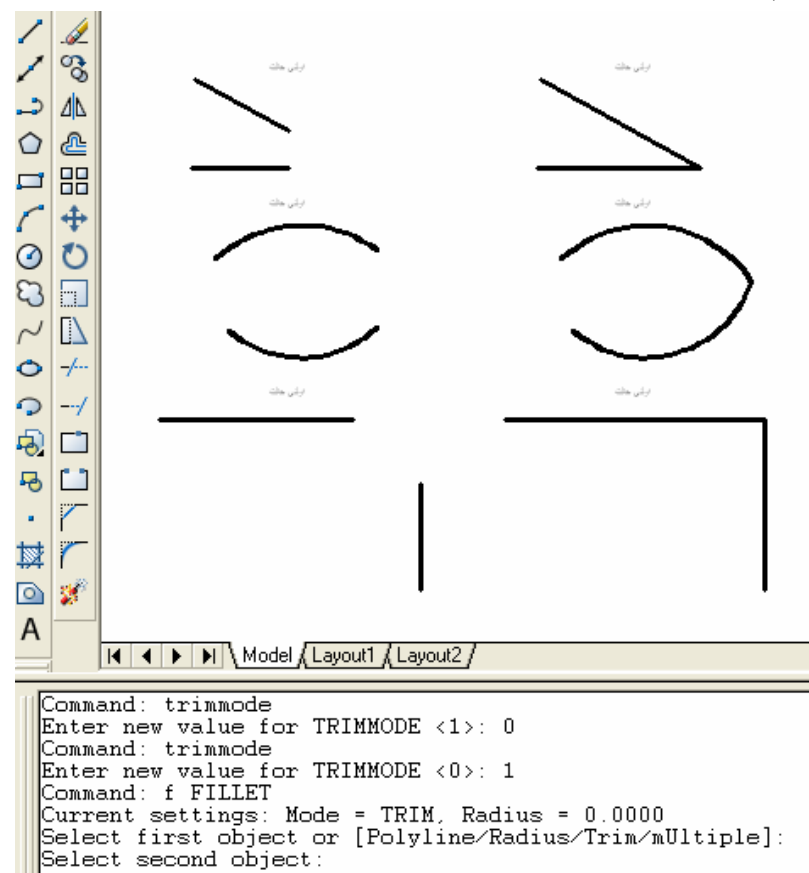 A
Model
Layout1
Layout2
Command: trimmode
Enter new value for TRIMMODE <1>: 0
Command: trimmode
Enter new value for TRIMMODE <0>: 1
Command: f FILLET
Current settings: Mode = TRIM, Radius = 0.0000
Select first object or [Polyline/Radius/Trim/mUltiple]:
Select second object: